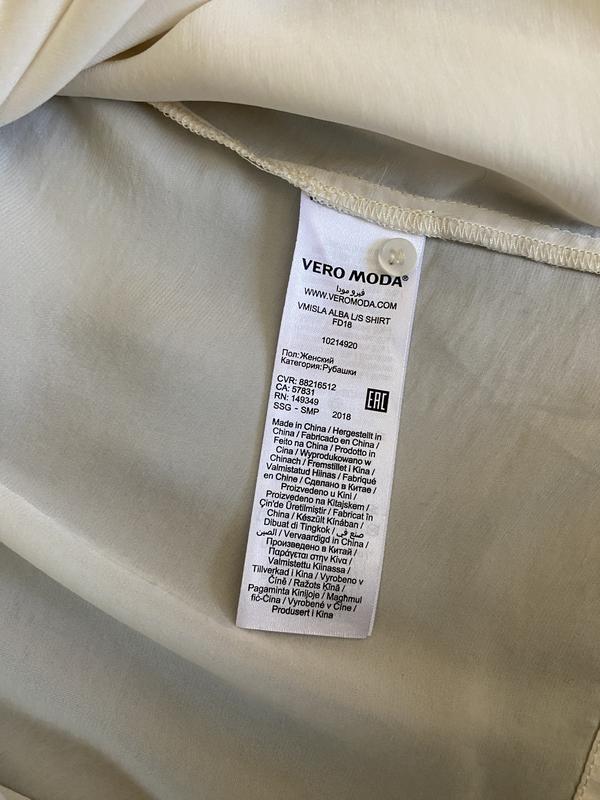 VERO MODA®
فيرو مودا
WWW.VEROMODA.COM
VMISLA ALBA L/S SHIRT
FD18
10214920
Пол:Женский
Категория:Рубашки
CVR: 88216512
CA: 57831
RN: 149349
SSG - SMP 2018
EAC
Made in China / Hergestellt in
China / Fabricado en China /
Feito na China / Prodotto in
Cina / Wyprodukowano w
Chinach / Fremstillet i Kina /
Valmistatud Hiinas / Fabriqué
en Chine / Сделано в Китае /
Proizvedeno u Kini /
Proizvedeno na Kitajskem /
Çin'de Üretilmiştir / Fabricat în
China / Készült Kínában /
Dibuat di Tingkok / صنع في
الصين / Vervaardigd in China /
Произведено в Китай /
Παράγεται στην Κίνα /
Valmistettu Kiinassa /
Tillverkad i Kina / Vyrobeno v
Číně / Ražots Ķīnā /
Pagaminta Kinijoje / Magħmul
fiċ-Ċina / Vyrobené v Číne /
Produsert i Kina